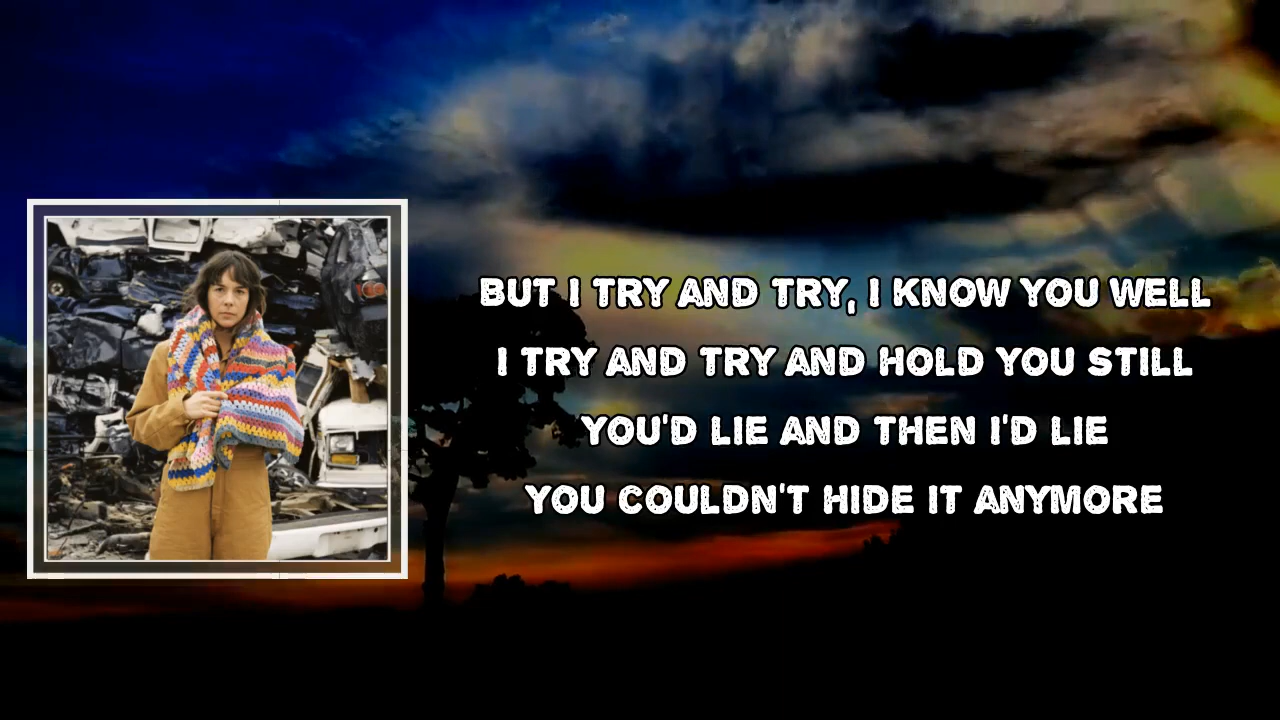 BUT I TRY AND TRY, I KNOW YOU WELL
I TRY AND TRY AND HOLD YOU STILL
YOU'D LIE AND THEN I'D LIE
YOU COULDN'T HIDE IT ANYMORE